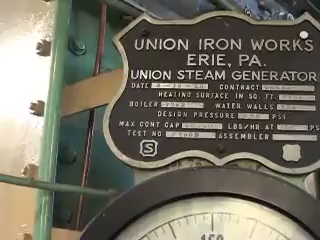 UNION IRON WORKS
ERIE, PA.
UNION STEAM GENERATOR
DATE CONTRACT
HEATING SURFACE IN SQ. FT.
BOILER WATER WALLS
DESIGN PRESSURE PSI
MAX CONT CAP LBS/HR AT PSI
TEST NO ASSEMBLER
S
150